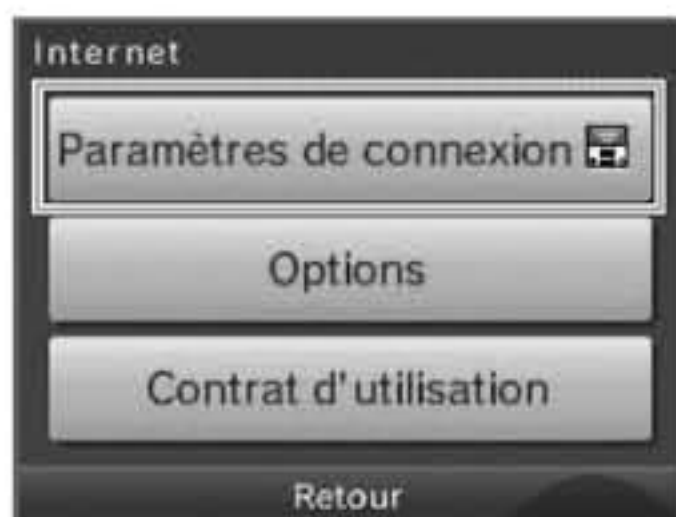 Internet
Paramètres de connexion
Options
Contrat d'utilisation
Retour